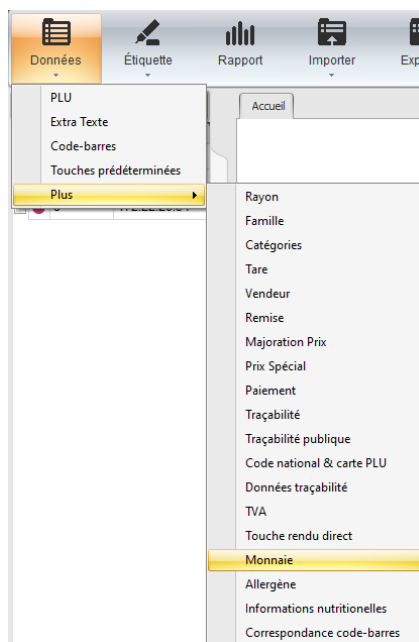 Données
Étiquette
Rapport
Importer
Exp
PLU
Extra Texte
Code-barres
Touches prédéterminées
Plus
Accueil
Rayon
Famille
Catégories
Tare
Vendeur
Remise
Majoration Prix
Prix Spécial
Paiement
Traçabilité
Traçabilité publique
Code national & carte PLU
Données traçabilité
TVA
Touche rendu direct
Monnaie
Allergène
Informations nutritionelles
Correspondance code-barres